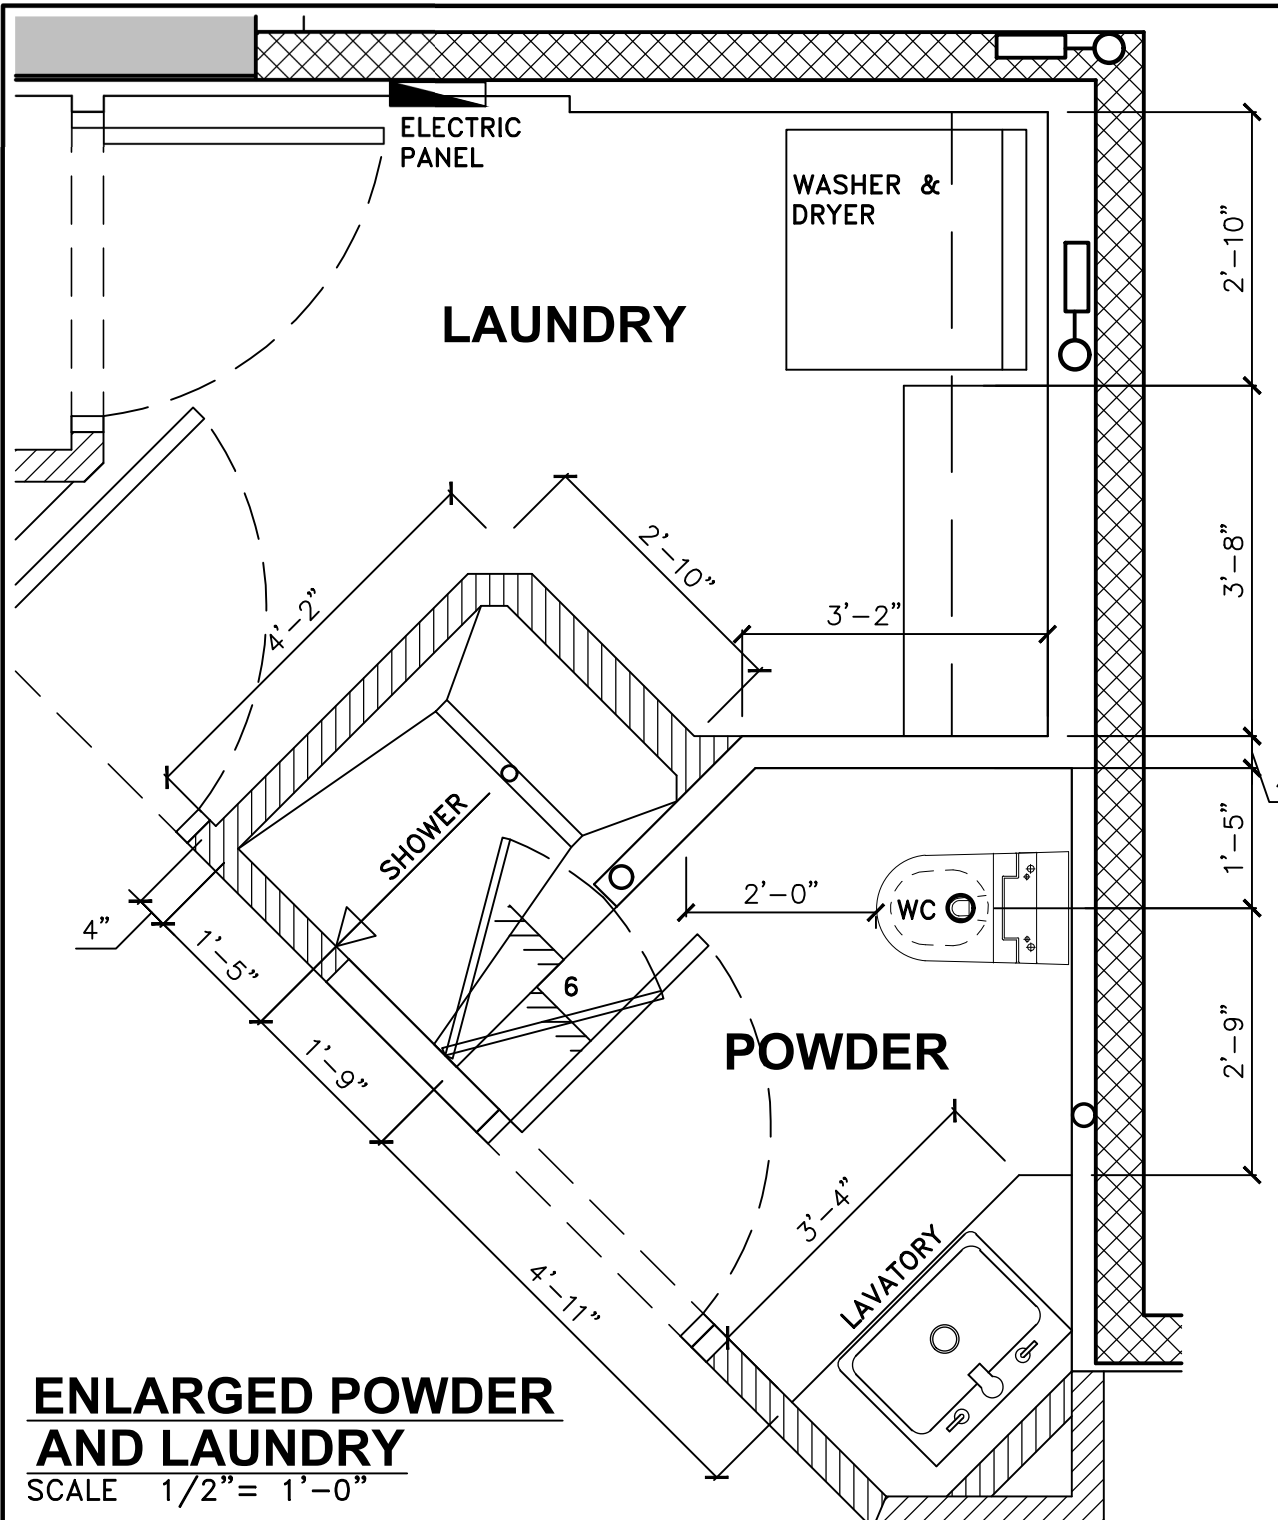 ELECTRIC
PANEL
WASHER &
DRYER
2'-10"
LAUNDRY
2'-10"
3'-8"
4'-2"
3'-2"
SHOWER
1'-5"
2'-0"
WC
4"
1'-5"
6
POWDER
2'-9"
1'-9"
3'-4"
LAVATORY
4'-11"
ENLARGED POWDER
AND LAUNDRY
SCALE 1/2"= 1'-0"